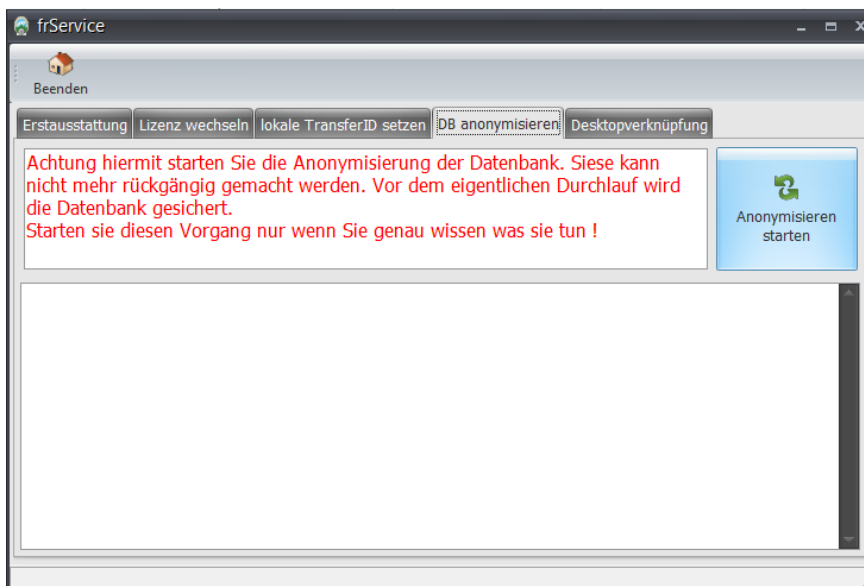 frService
Beenden
Erstausstattung Lizenz wechseln lokale TransferID setzen DB anonymisieren Desktopverknüpfung
Achtung hiermit starten Sie die Anonymisierung der Datenbank. Siese kann
nicht mehr rückgängig gemacht werden. Vor dem eigentlichen Durchlauf wird
die Datenbank gesichert.
Starten sie diesen Vorgang nur wenn Sie genau wissen was sie tun !
Anonymisieren
starten